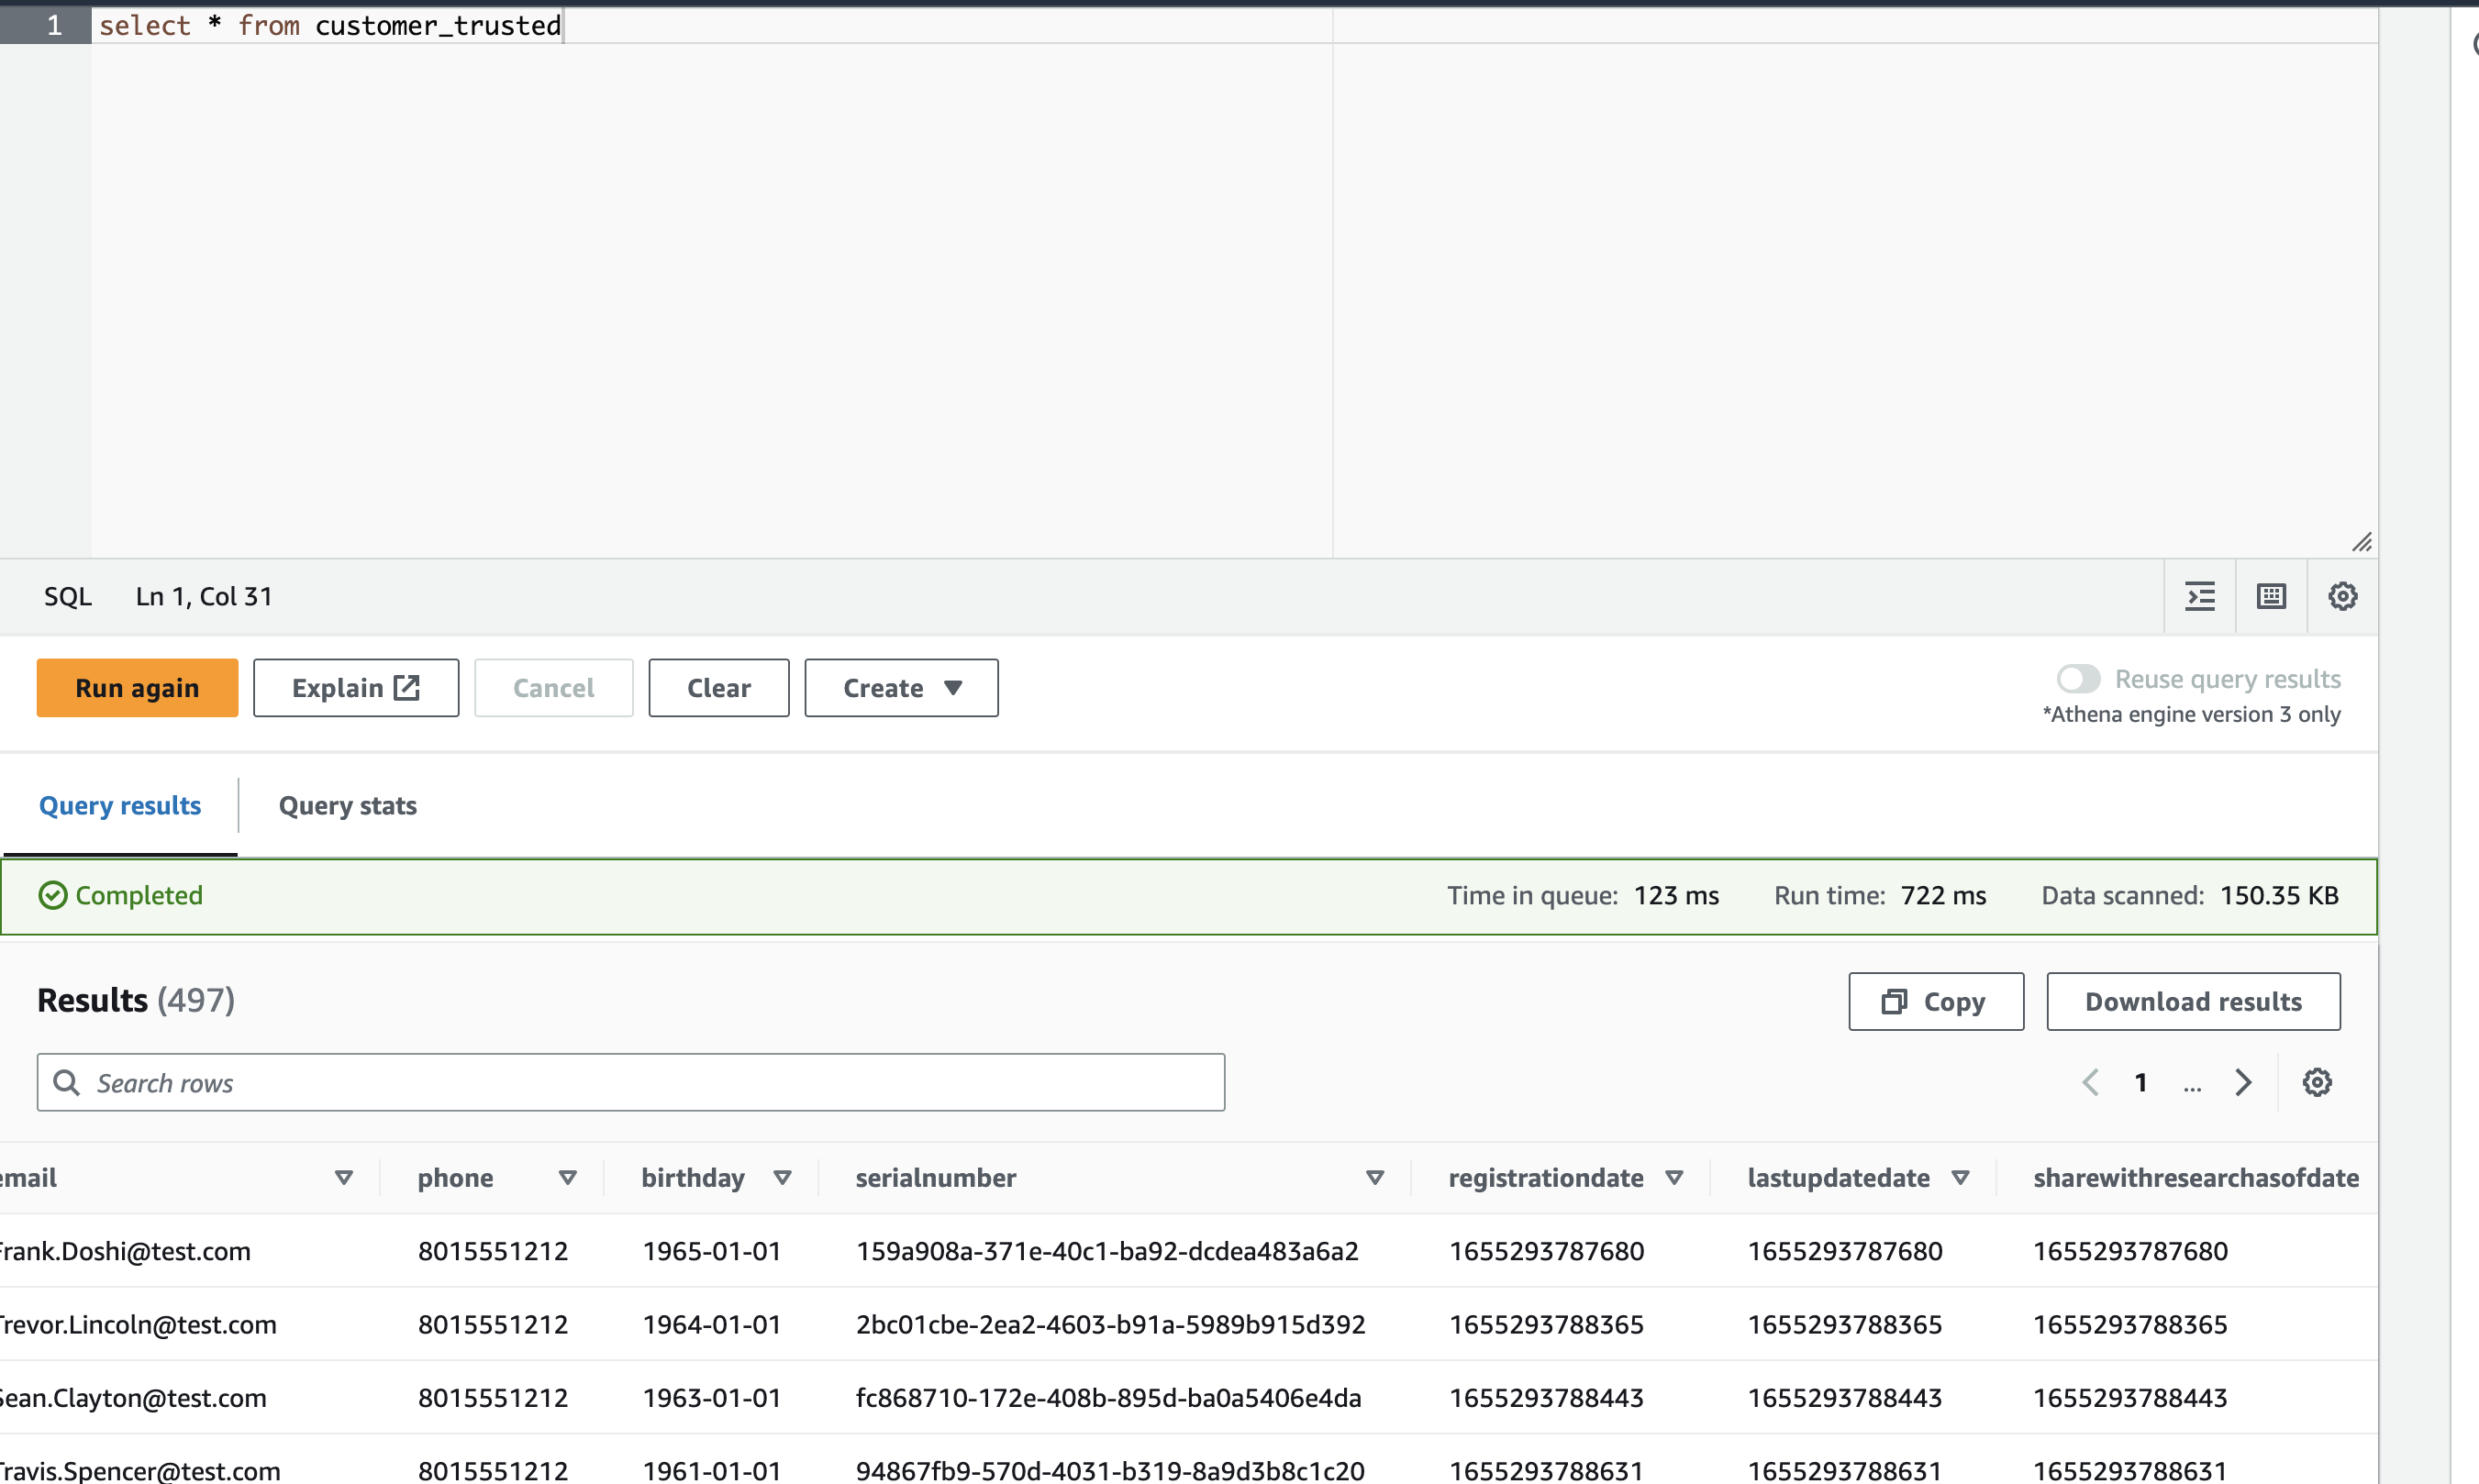 1 select * from customer_trusted
SQL Ln 1, Col 31
Run again Explain Cancel Clear Create Reuse query results
*Athena engine version 3 only
Query results Query stats
Completed Time in queue: 123 ms Run time: 722 ms Data scanned: 150.35 KB
Results (497) Copy Download results
Search rows 1 ...
email phone birthday serialnumber registrationdate lastupdatedate sharewithresearchasofdate
Frank.Doshi@test.com 8015551212 1965-01-01 159a908a-371e-40c1-ba92-dcdea483a6a2 1655293787680 1655293787680 1655293787680
Trevor.Lincoln@test.com 8015551212 1964-01-01 2bc01cbe-2ea2-4603-b91a-5989b915d392 1655293788365 1655293788365 1655293788365
Sean.Clayton@test.com 8015551212 1963-01-01 fc868710-172e-408b-895d-ba0a5406e4da 1655293788443 1655293788443 1655293788443
Travis.Spencer@test.com 8015551212 1961-01-01 94867fb9-570d-4031-b319-8a9d3b8c1c20 1655293788631 1655293788631 1655293788631